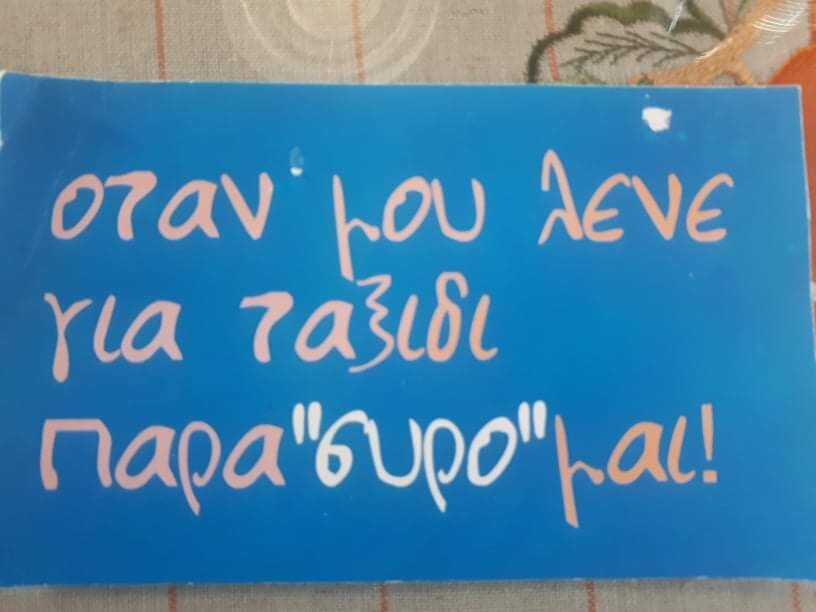 οταν μου λενε
για ταξιδι
παρα"συρο"μαι!